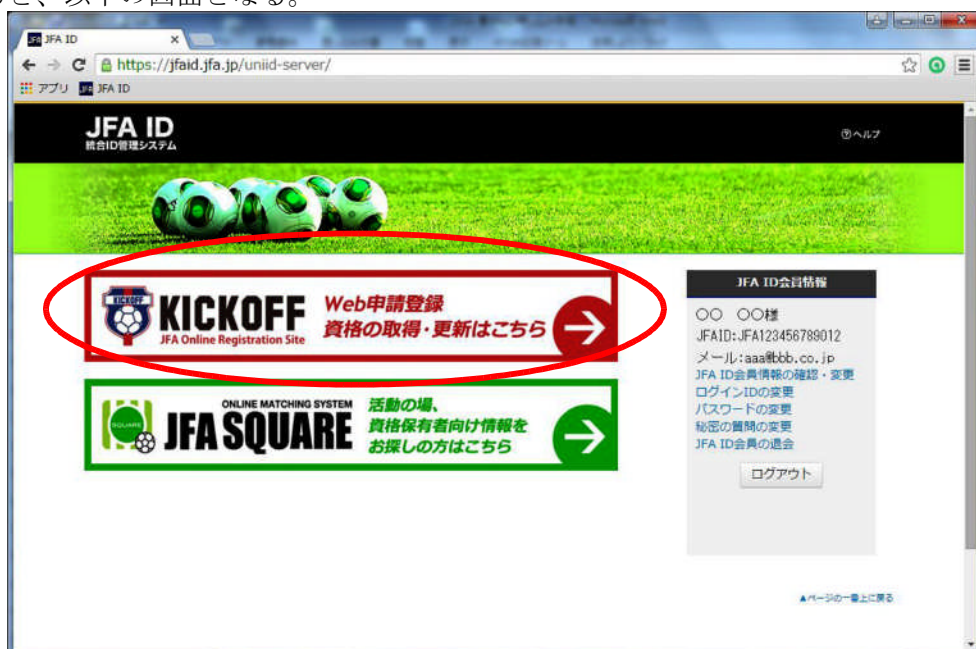 と、以下の画面となる。
JFA ID
https://jfaid.jfa.jp/uniid-server/
アプリ JFA ID
JFA ID
統合ID管理システム
ヘルプ
KICKOFF
KICKOFF
JFA Online Registration Site
Web申請登録
資格の取得・更新はこちら
SQUARE
ONLINE MATCHING SYSTEM
JFA SQUARE
活動の場、
資格保有者向け情報を
お探しの方はこちら
JFA ID会員情報
○○ ○○様
JFAID:JFA123456789012
メール:aaa@bbb.co.jp
JFA ID会員情報の確認・変更
ログインIDの変更
パスワードの変更
秘密の質問の変更
JFA ID会員の退会
ログアウト
▲ページの一番上に戻る